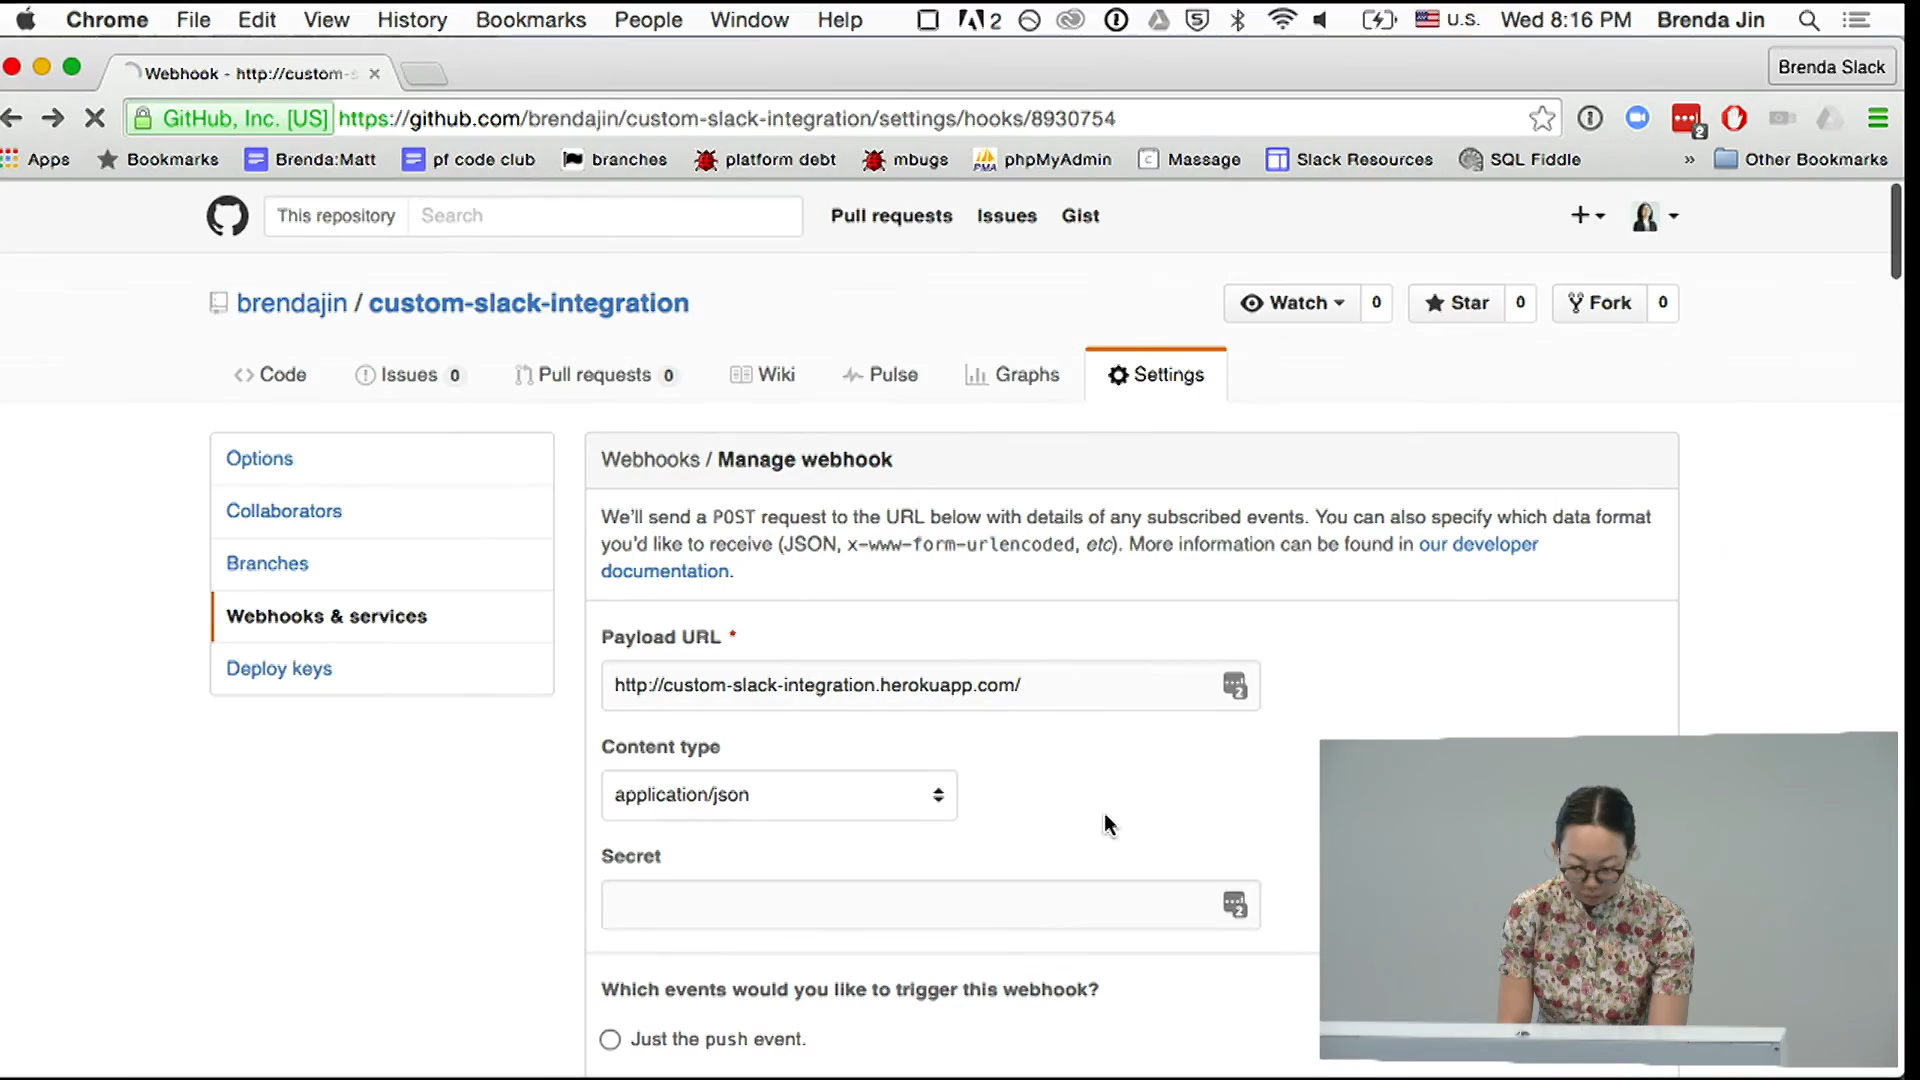 Chrome File Edit View History Bookmarks People Window Help 2 U.S. Wed 8:16 PM Brenda Jin
Webhook - http://custom-s
Brenda Slack
GitHub, Inc. [US] https://github.com/brendajin/custom-slack-integration/settings/hooks/8930754
2
Apps Bookmarks Brenda:Matt pf code club branches platform debt mbugs PMA phpMyAdmin C Massage Slack Resources SQL Fiddle » Other Bookmarks
This repository Search Pull requests Issues Gist
brendajin / custom-slack-integration
Watch 0 Star 0 Fork 0
Code Issues 0 Pull requests 0 Wiki Pulse Graphs Settings
Options
Collaborators
Branches
Webhooks & services
Deploy keys
Webhooks / Manage webhook
We'll send a POST request to the URL below with details of any subscribed events. You can also specify which data format
you'd like to receive (JSON, x-www-form-urlencoded, etc). More information can be found in our developer
documentation.
Payload URL *
http://custom-slack-integration.herokuapp.com/
2
Content type
application/json
Secret
2
Which events would you like to trigger this webhook?
Just the push event.